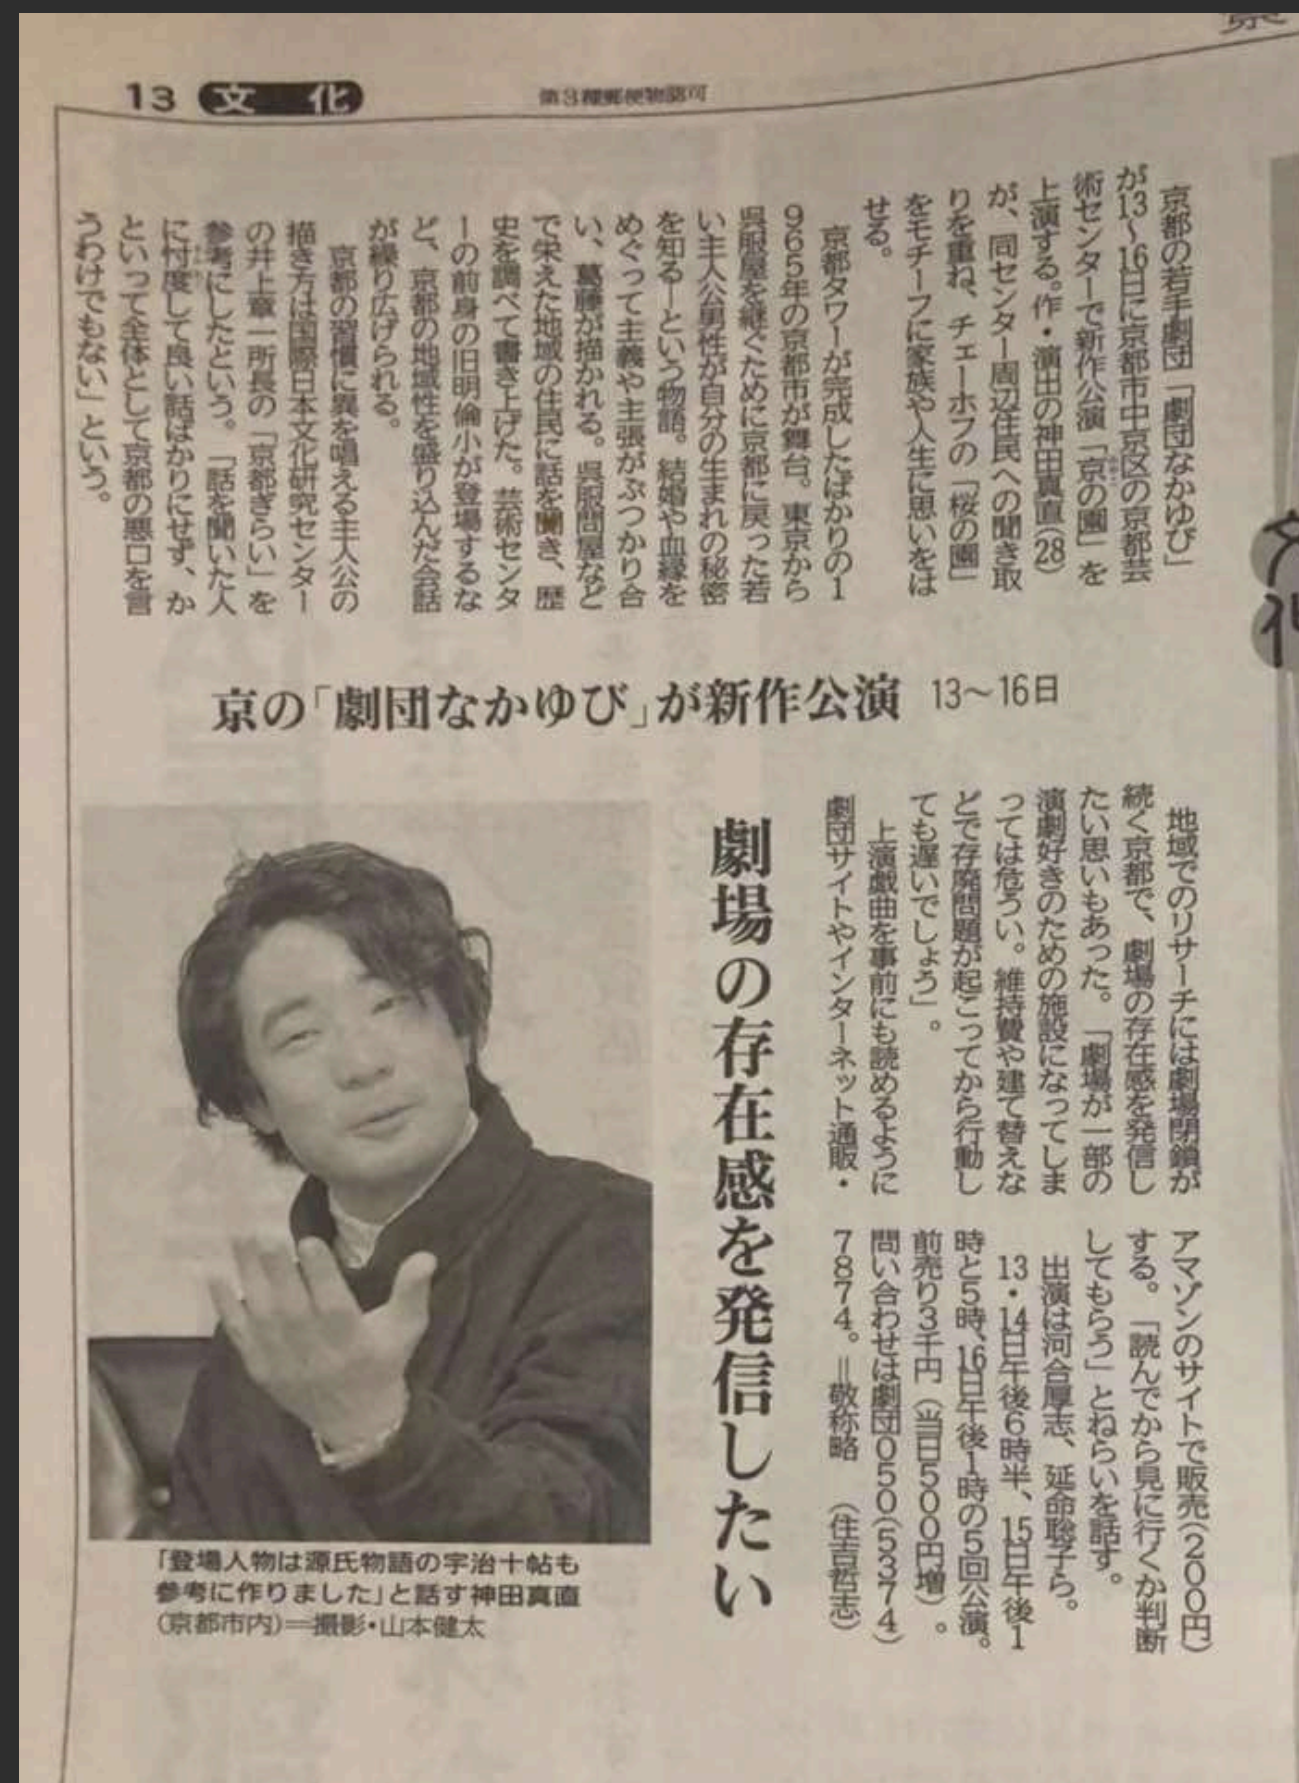 13 文化
第3種郵便物認可
京都の若手劇団「劇団なかゆび」
が13〜16日に京都市中京区の京都芸
術センターで新作公演「京の園」を
上演する。作・演出の神田真直(28)
が、同センター周辺住民への聞き取
りを重ね、チェーホフの「桜の園」
をモチーフに家族や人生に思いをは
せる。
京都タワーが完成したばかりの1
965年の京都市が舞台。東京から
呉服屋を継ぐために京都に戻った若
い主人公男性が自分の生まれの秘密
を知る―という物語。結婚や血縁を
めぐって主義や主張がぶつかり合
い、葛藤が描かれる。呉服問屋など
で栄えた地域の住民に話を聞き、歴
史を調べて書き上げた。芸術センタ
ーの前身の旧明倫小が登場するな
ど、京都の地域性を盛り込んだ会話
が繰り広げられる。
京都の習慣に異を唱える主人公の
描き方は国際日本文化研究センター
の井上章一所長の「京都ぎらい」を
参考にしたという。「話を聞いた人
に忖度して良い話ばかりにせず、か
といって全体として京都の悪口を言
うわけでもない」という。
京の「劇団なかゆび」が新作公演 13〜16日
劇場の存在感を発信したい
地域でのリサーチには劇場閉鎖が
続く京都で、劇場の存在感を発信し
たい思いもあった。「劇場が一部の
演劇好きのための施設になってしま
っては危うい。維持費や建て替えな
どで存廃問題が起こってから行動し
ても遅いでしょう」。
上演戯曲を事前にも読めるように
劇団サイトやインターネット通販・
アマゾンのサイトで販売(200円)
する。「読んでから見に行くか判断
してもらう」とねらいを話す。
出演は河合厚志、延命聡子ら。
13・14日午後6時半、15日午後1
時と5時、16日午後1時の5回公演。
前売り3千円(当日500円増)。
問い合わせは劇団050(5374)
7874。＝敬称略 (住吉哲志)
「登場人物は源氏物語の宇治十帖も
参考に作りました」と話す神田真直
(京都市内)＝撮影・山本健太
文化